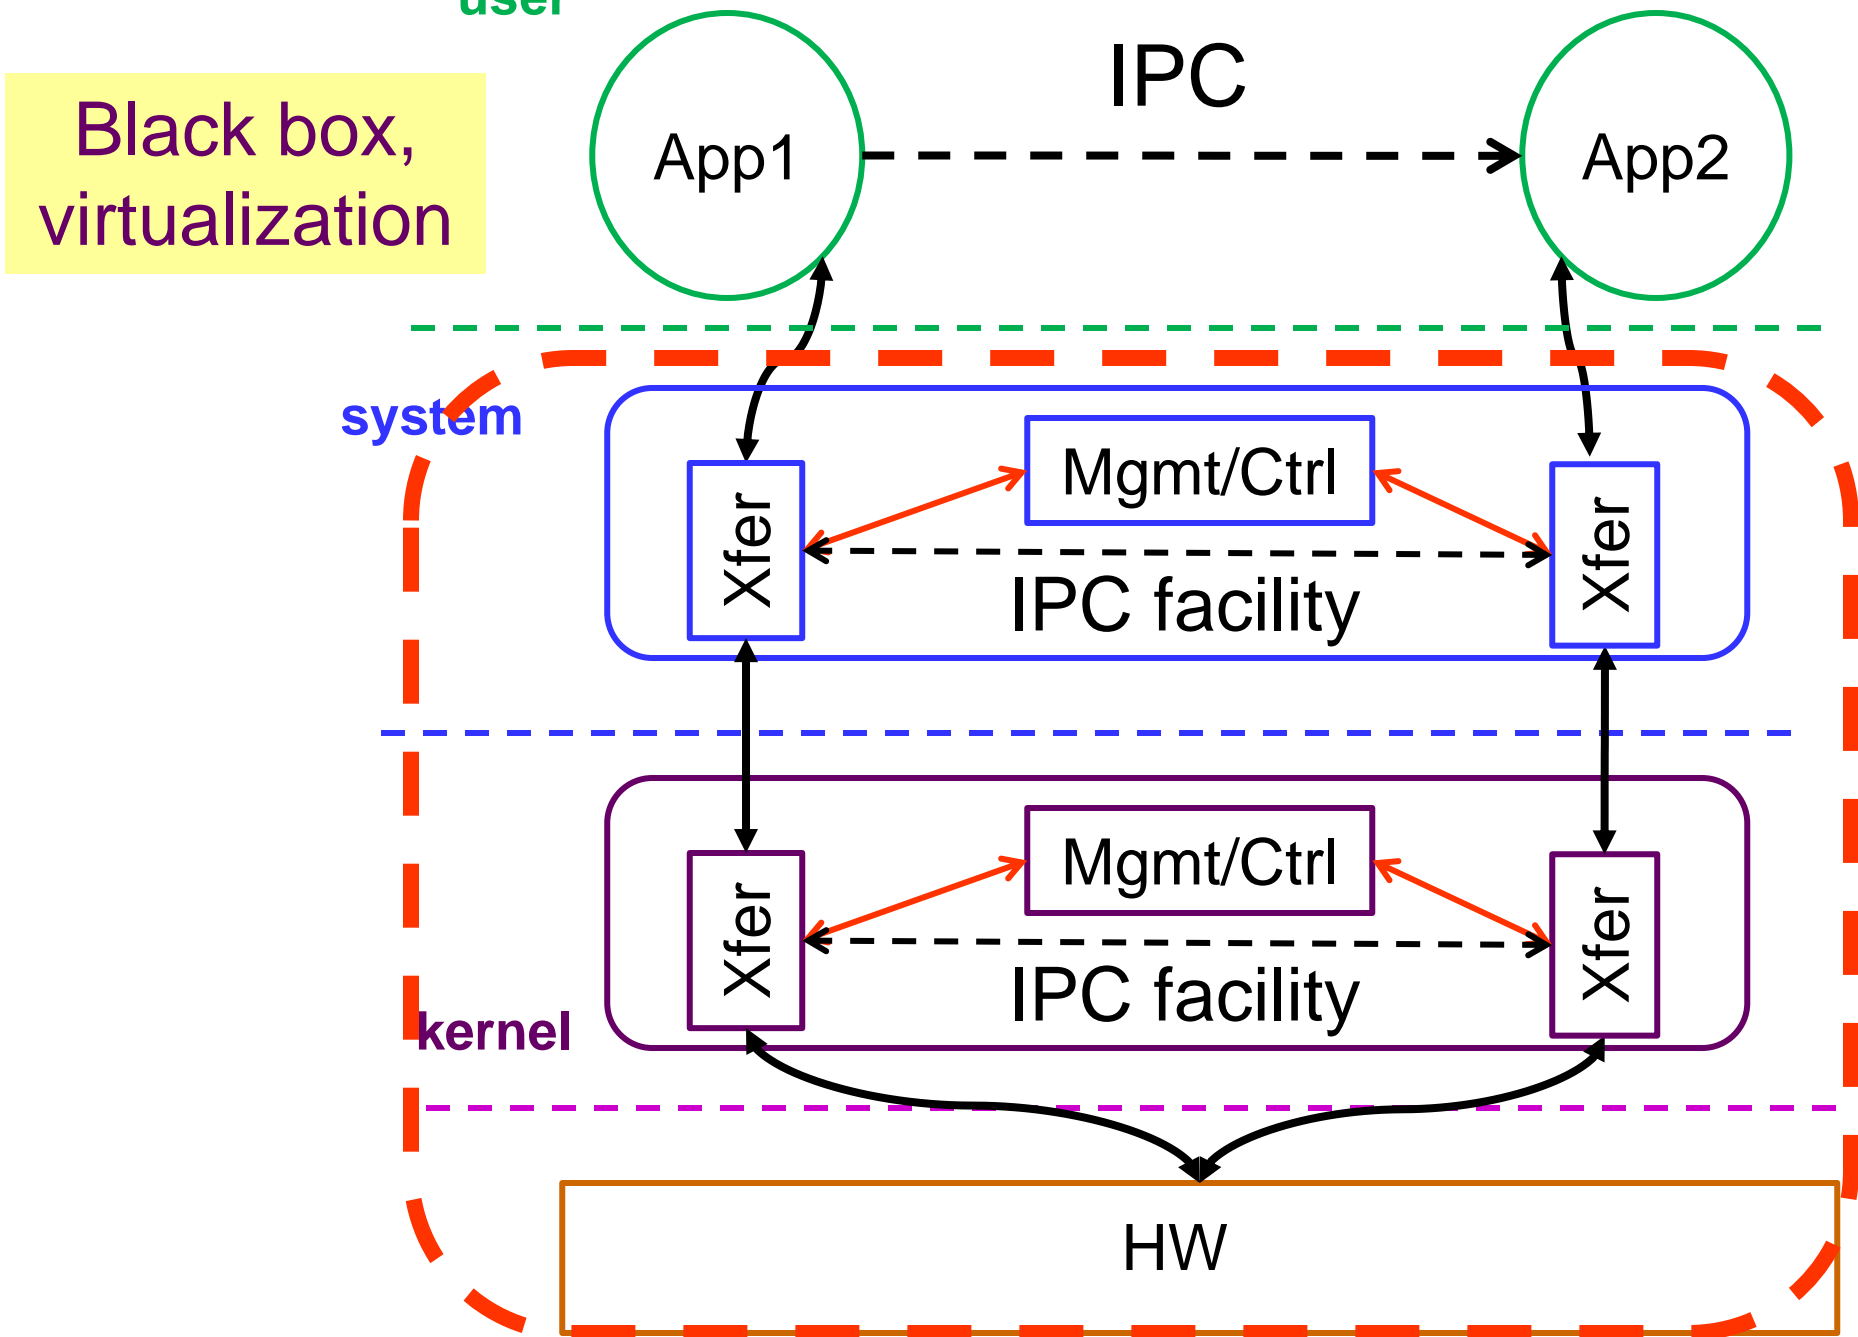 user
IPC
Black box,
virtualization
App1
App2
system
Mgmt/Ctrl
Xfer
Xfer
IPC facility
Mgmt/Ctrl
Xfer
Xfer
IPC facility
kernel
HW